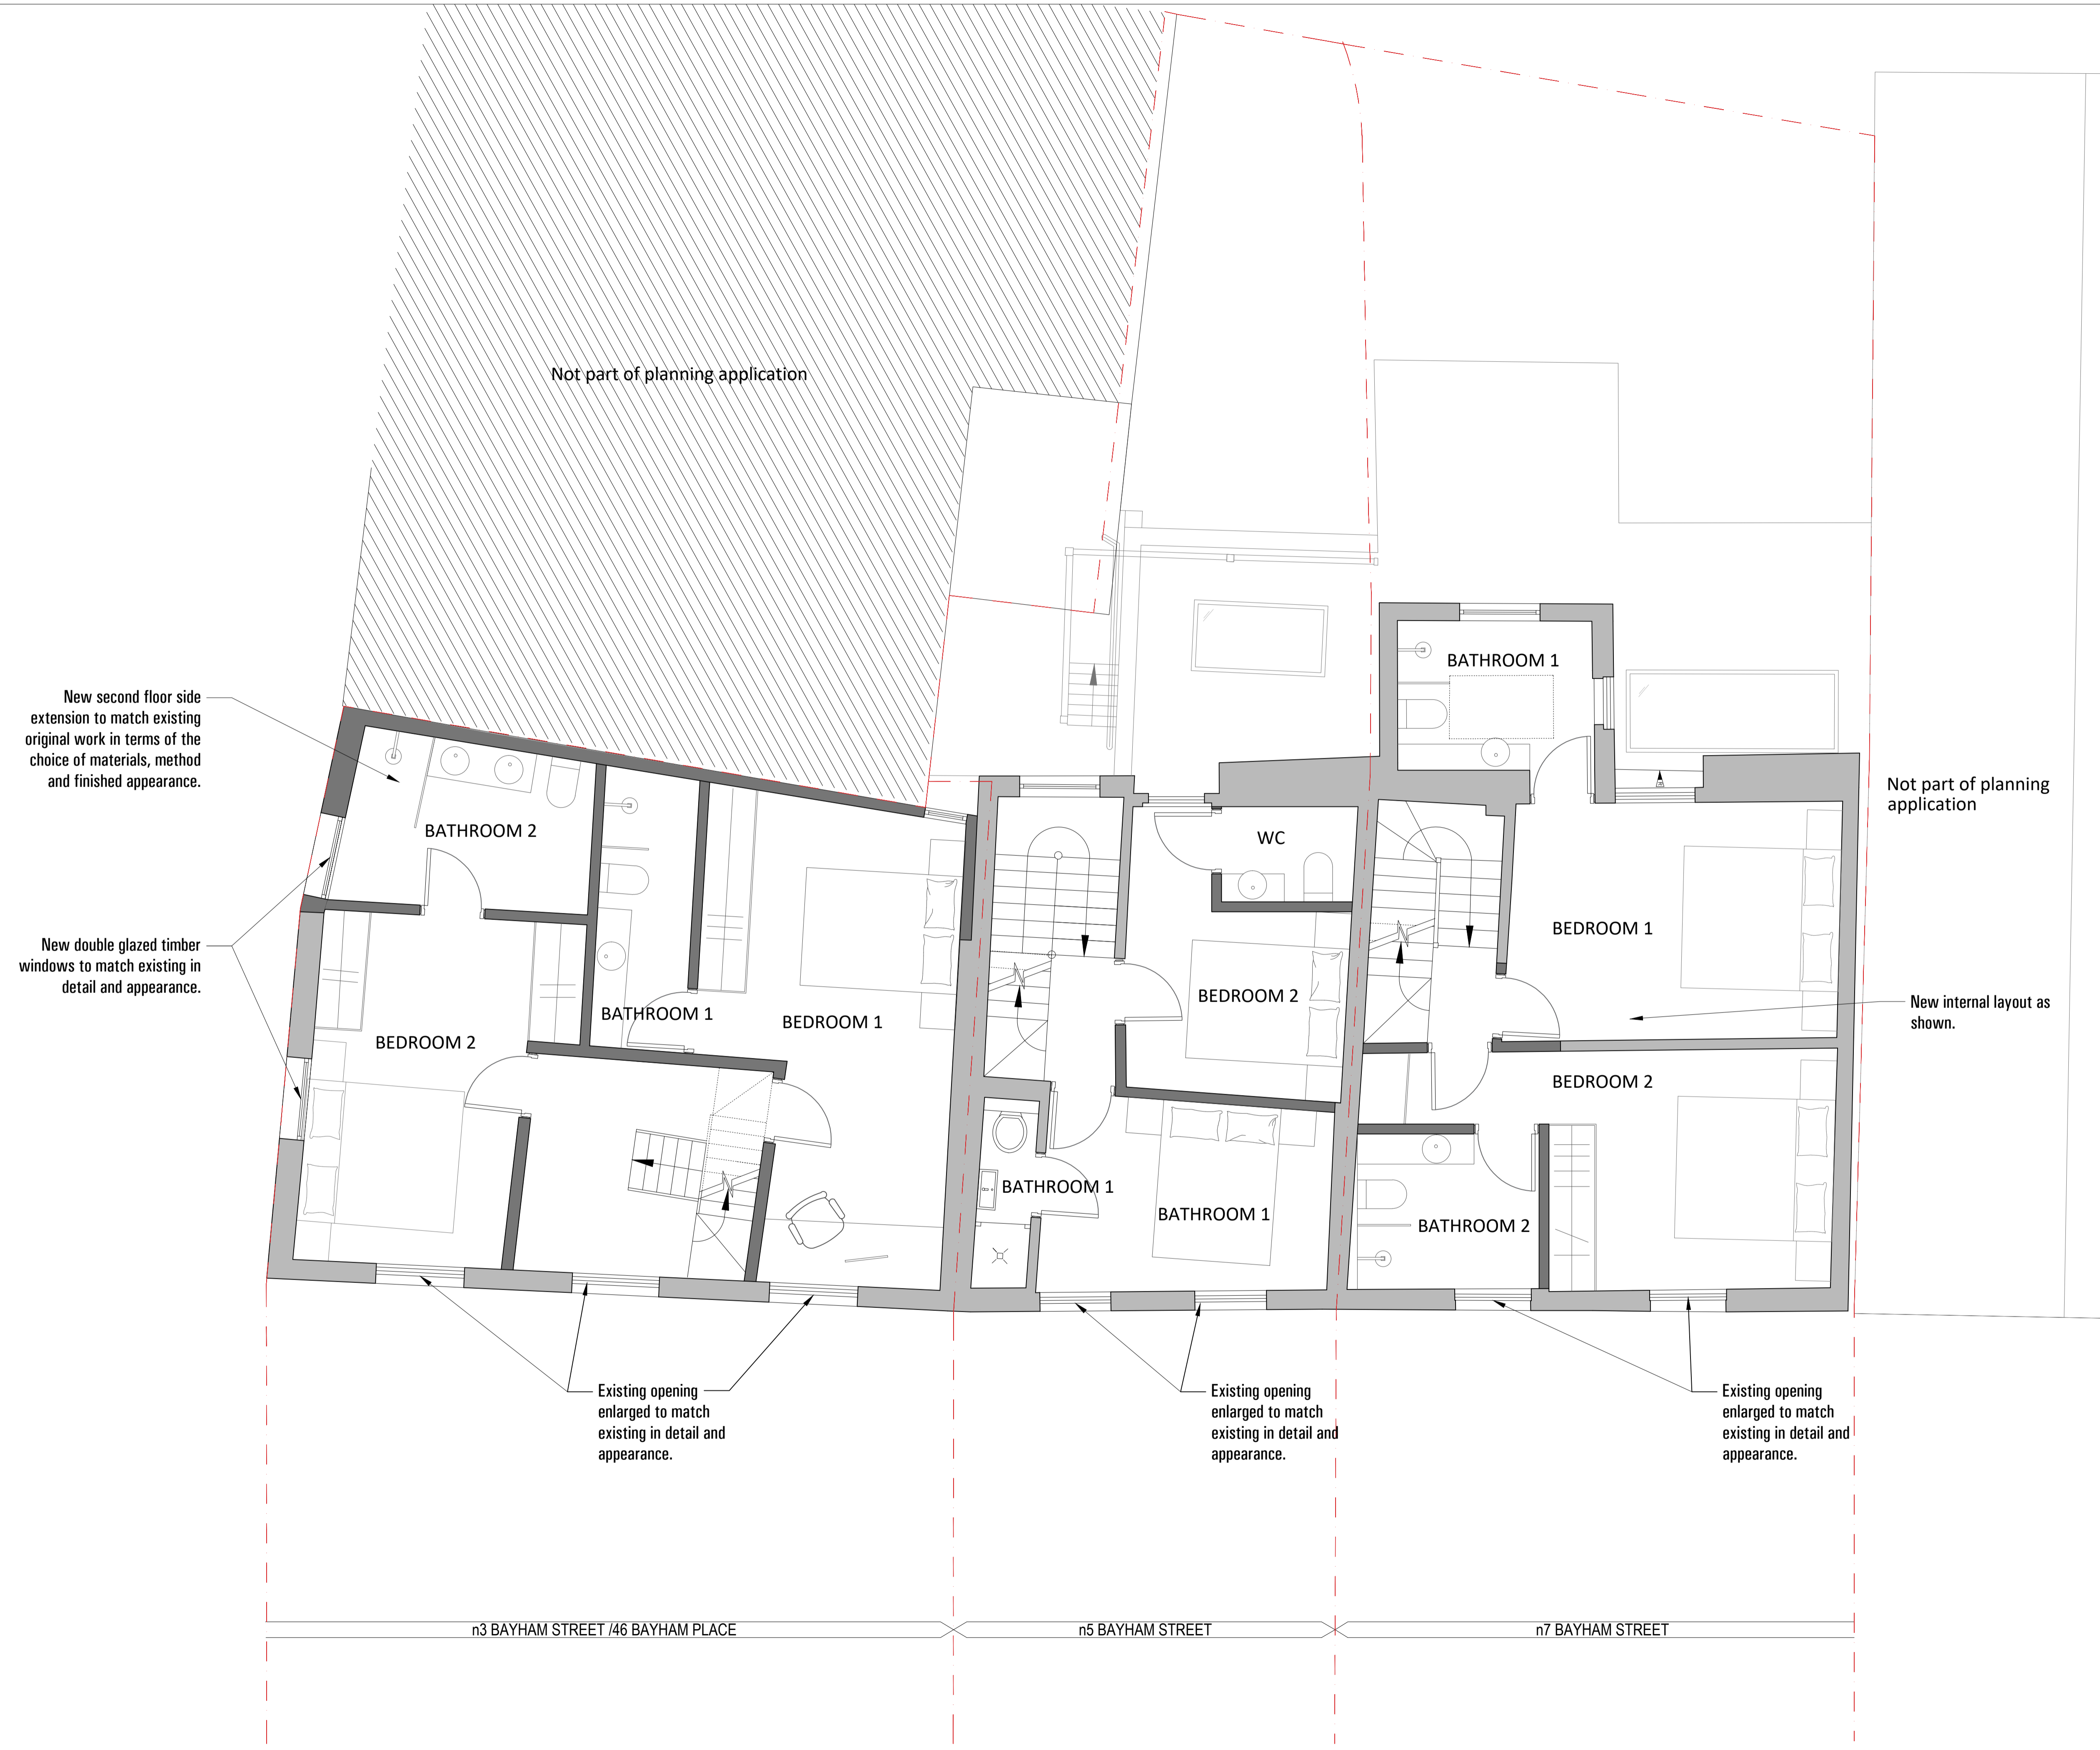 Not part of planning application
New second floor side
extension to match existing
original work in terms of the
choice of materials, method
and finished appearance.
New double glazed timber
windows to match existing in
detail and appearance.
BATHROOM 2
BEDROOM 2
BATHROOM 1
BEDROOM 1
WC
BEDROOM 2
BATHROOM 1
BATHROOM 1
BATHROOM 1
BEDROOM 1
BEDROOM 2
BATHROOM 2
Not part of planning
application
New internal layout as
shown.
Existing opening
enlarged to match
existing in detail and
appearance.
Existing opening
enlarged to match
existing in detail and
appearance.
Existing opening
enlarged to match
existing in detail and
appearance.
n3 BAYHAM STREET /46 BAYHAM PLACE
n5 BAYHAM STREET
n7 BAYHAM STREET